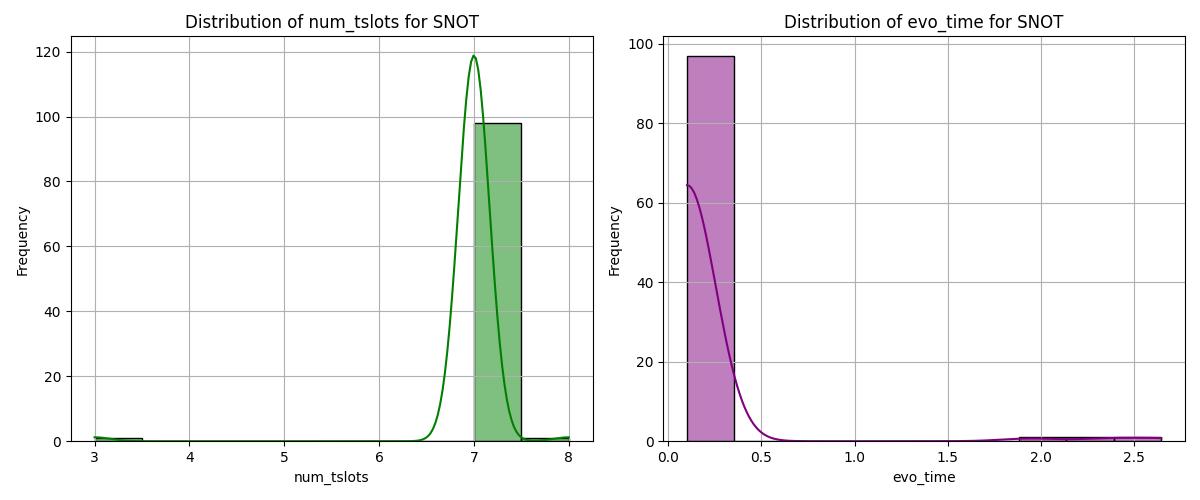 Distribution of num_tslots for SNOT
Frequency
120
100
80
60
40
20
0
3 4 5 6 7 8
num_tslots
Distribution of evo_time for SNOT
Frequency
100
80
60
40
20
0
0.0 0.5 1.0 1.5 2.0 2.5
evo_time